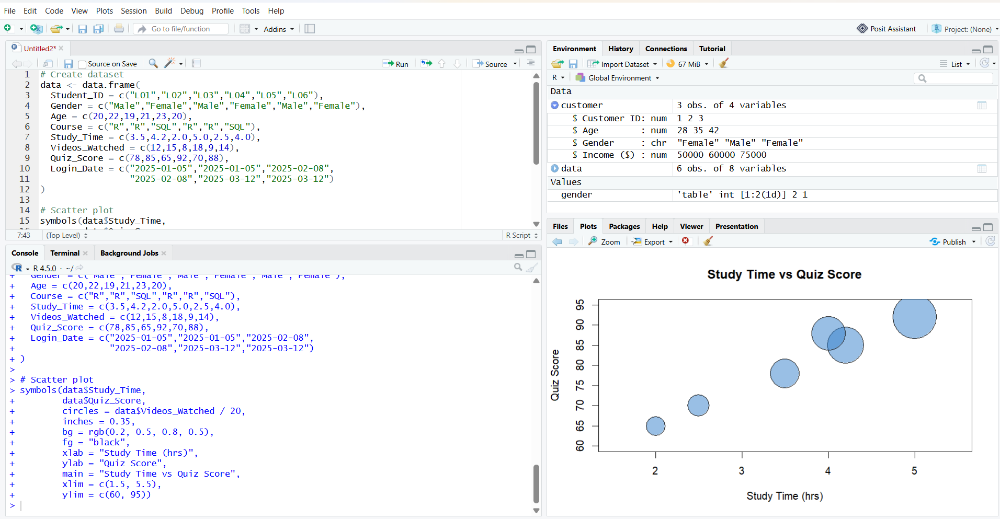 File Edit Code View Plots Session Build Debug Profile Tools Help
Go to file/function Addins Posit Assistant Project: (None)
Untitled2*
Source on Save Run Source
1 # Create dataset
2 data <- data.frame(
3 Student_ID = c("L01","L02","L03","L04","L05","L06"),
4 Gender = c("Male","Female","Male","Female","Male","Female"),
5 Age = c(20,22,19,21,23,20),
6 Course = c("R","R","SQL","R","R","SQL"),
7 Study_Time = c(3.5,4.2,2.0,5.0,2.5,4.0),
8 Videos_Watched = c(12,15,8,18,9,14),
9 Quiz_Score = c(78,85,65,92,70,88),
10 Login_Date = c("2025-01-05","2025-01-05","2025-02-08",
11 "2025-02-08","2025-03-12","2025-03-12")
12 )
13
14 # Scatter plot
15 symbols(data$Study_Time,
7:43 (Top Level) R Script
Console Terminal Background Jobs
R 4.5.0 · ~/
+ Gender = c("Male","Female","Male","Female","Male","Female"),
+ Age = c(20,22,19,21,23,20),
+ Course = c("R","R","SQL","R","R","SQL"),
+ Study_Time = c(3.5,4.2,2.0,5.0,2.5,4.0),
+ Videos_Watched = c(12,15,8,18,9,14),
+ Quiz_Score = c(78,85,65,92,70,88),
+ Login_Date = c("2025-01-05","2025-01-05","2025-02-08",
+ "2025-02-08","2025-03-12","2025-03-12")
+ )
>
> # Scatter plot
> symbols(data$Study_Time,
+ data$Quiz_Score,
+ circles = data$Videos_Watched / 20,
+ inches = 0.35,
+ bg = rgb(0.2, 0.5, 0.8, 0.5),
+ fg = "black",
+ xlab = "Study Time (hrs)",
+ ylab = "Quiz Score",
+ main = "Study Time vs Quiz Score",
+ xlim = c(1.5, 5.5),
+ ylim = c(60, 95))
>
Environment History Connections Tutorial
Import Dataset 67 MiB List
R Global Environment
Data
customer 3 obs. of 4 variables
$ Customer ID: num 1 2 3
$ Age : num 28 35 42
$ Gender : chr "Female" "Male" "Female"
$ Income ($) : num 50000 60000 75000
data 6 obs. of 8 variables
Values
gender 'table' int [1:2(1d)] 2 1
Files Plots Packages Help Viewer Presentation
Zoom Export Publish
Study Time vs Quiz Score
Quiz Score
95
90
85
80
75
70
65
60
2 3 4 5
Study Time (hrs)